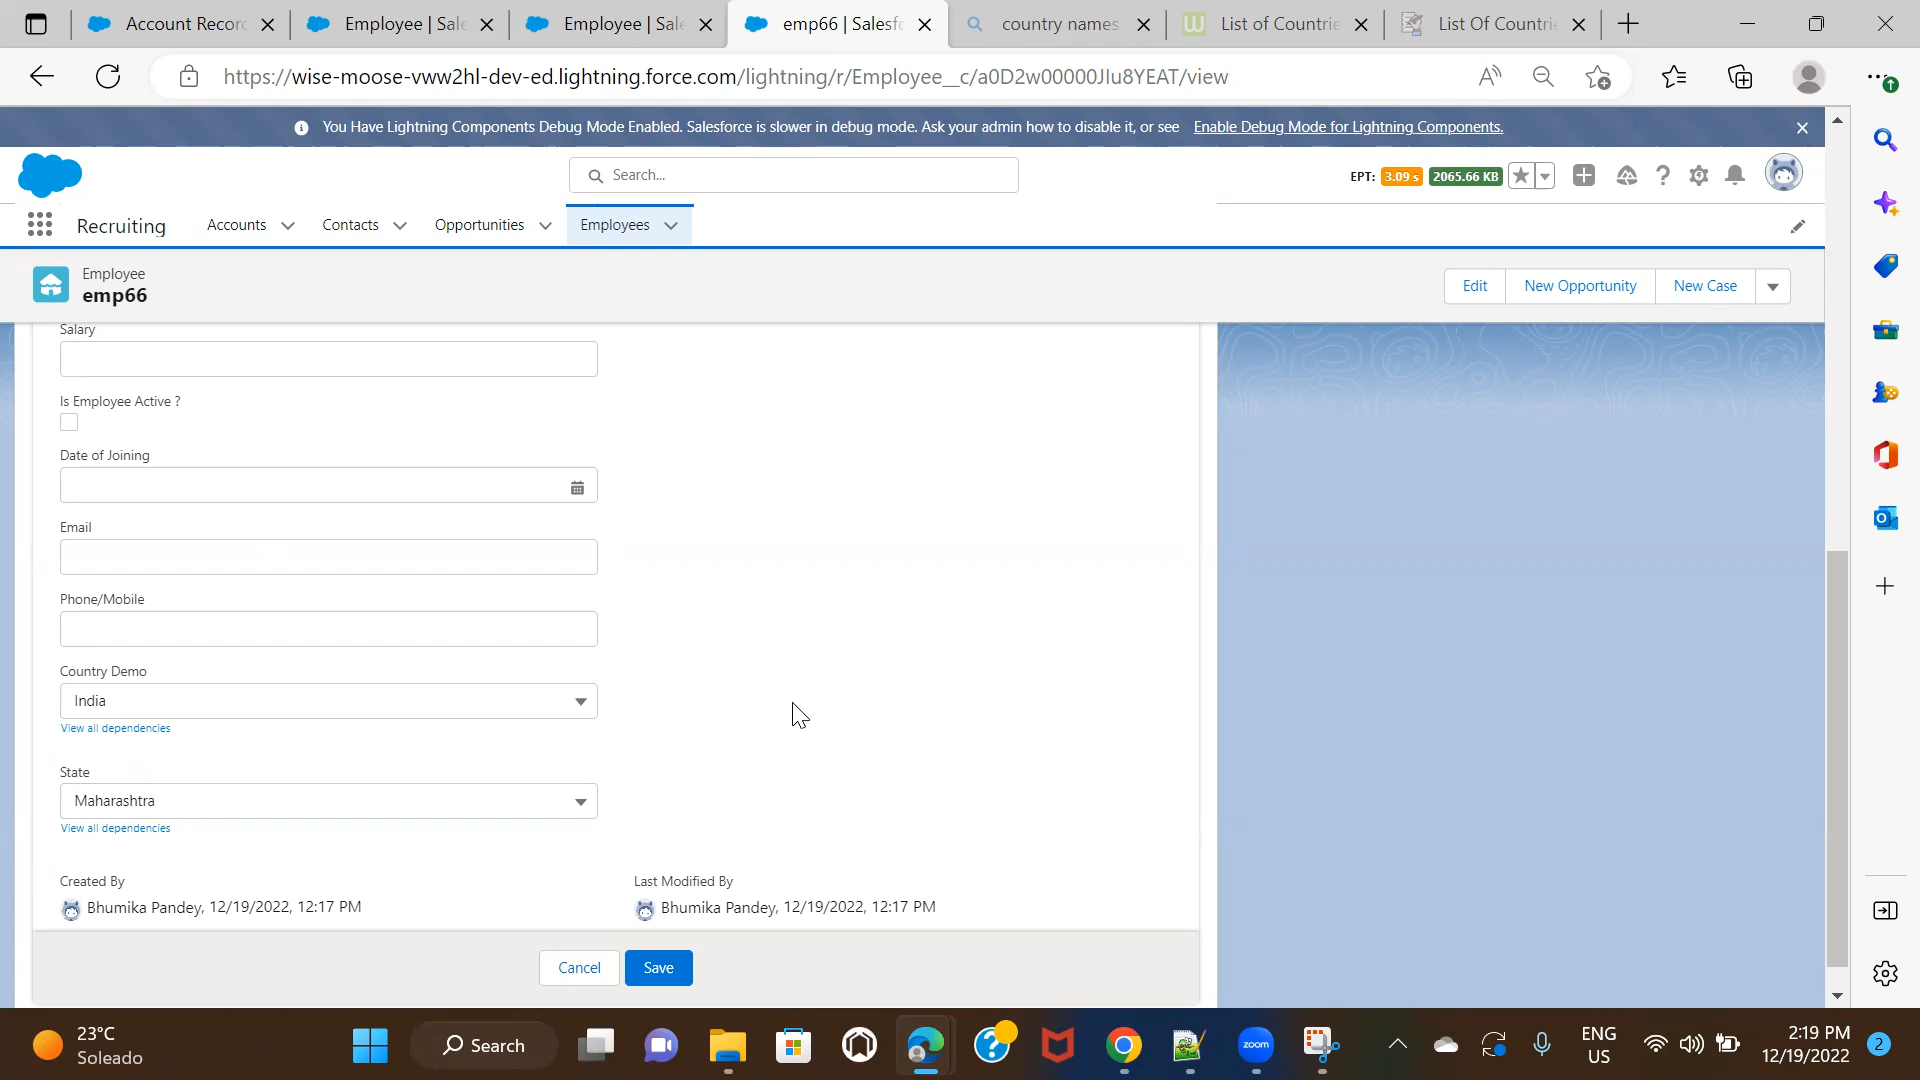 Account Record
Employee | Sale
Employee | Sale
emp66 | Salesfo
country names
List of Countrie
List Of Countrie
https://wise-moose-vww2hl-dev-ed.lightning.force.com/lightning/r/Employee__c/a0D2w00000JIu8YEAT/view
You Have Lightning Components Debug Mode Enabled. Salesforce is slower in debug mode. Ask your admin how to disable it, or see Enable Debug Mode for Lightning Components.
Search...
EPT: 3.09 s 2065.66 KB
Recruiting Accounts Contacts Opportunities Employees
Employee
emp66
Edit New Opportunity New Case
Salary
Is Employee Active ?
Date of Joining
Email
Phone/Mobile
Country Demo
India
View all dependencies
State
Maharashtra
View all dependencies
Created By
Bhumika Pandey, 12/19/2022, 12:17 PM
Last Modified By
Bhumika Pandey, 12/19/2022, 12:17 PM
Cancel Save
23°C
Soleado
Search
zoom
ENG
US
2:19 PM
12/19/2022
2